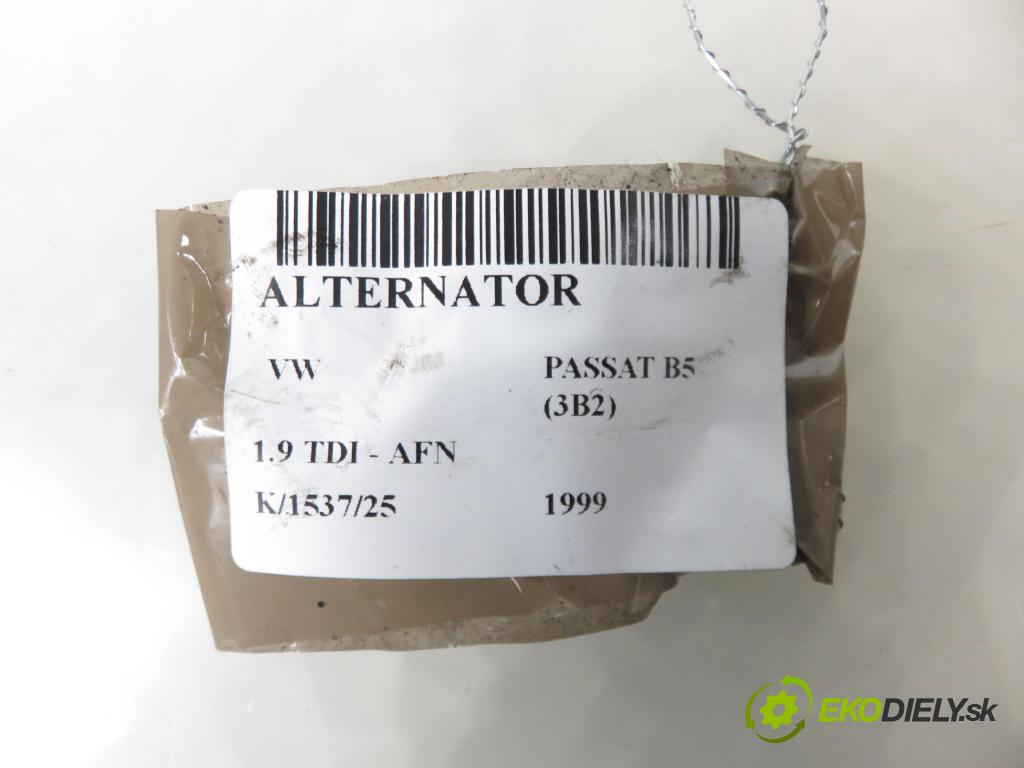 ALTERNATOR
VW PASSAT B5
(3B2)
1.9 TDI - AFN
K/1537/25 1999
EKODIELY.sk